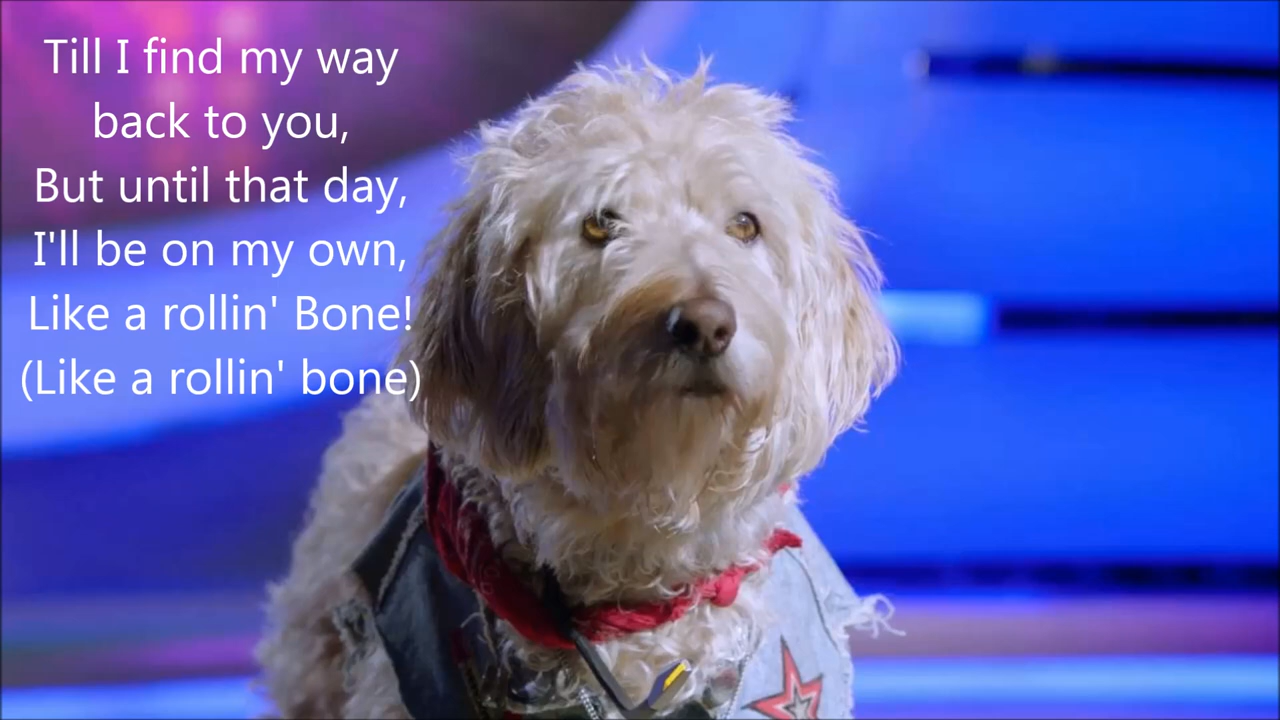 Till I find my way
back to you,
But until that day,
I'll be on my own,
Like a rollin' Bone!
(Like a rollin' bone)